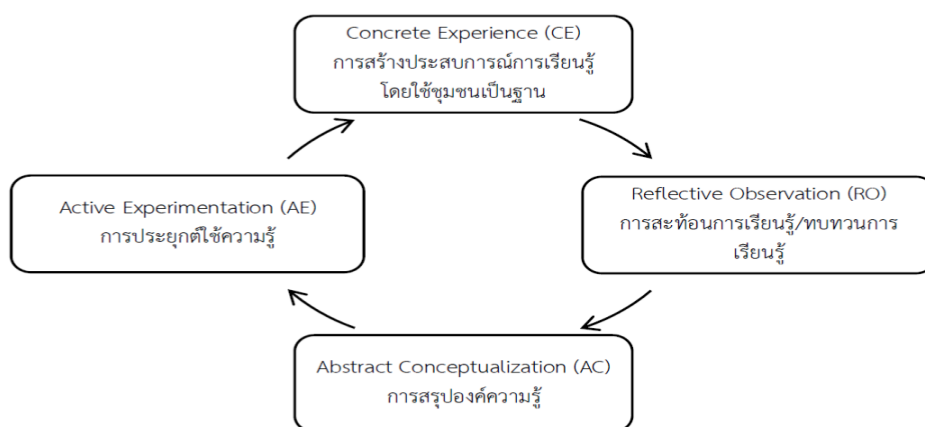 Concrete Experience (CE)
การสร้างประสบการณ์การเรียนรู้
โดยใช้ชุมชนเป็นฐาน
Active Experimentation (AE)
การประยุกต์ใช้ความรู้
Reflective Observation (RO)
การสะท้อนการเรียนรู้/ทบทวนการ
เรียนรู้
Abstract Conceptualization (AC)
การสรุปองค์ความรู้